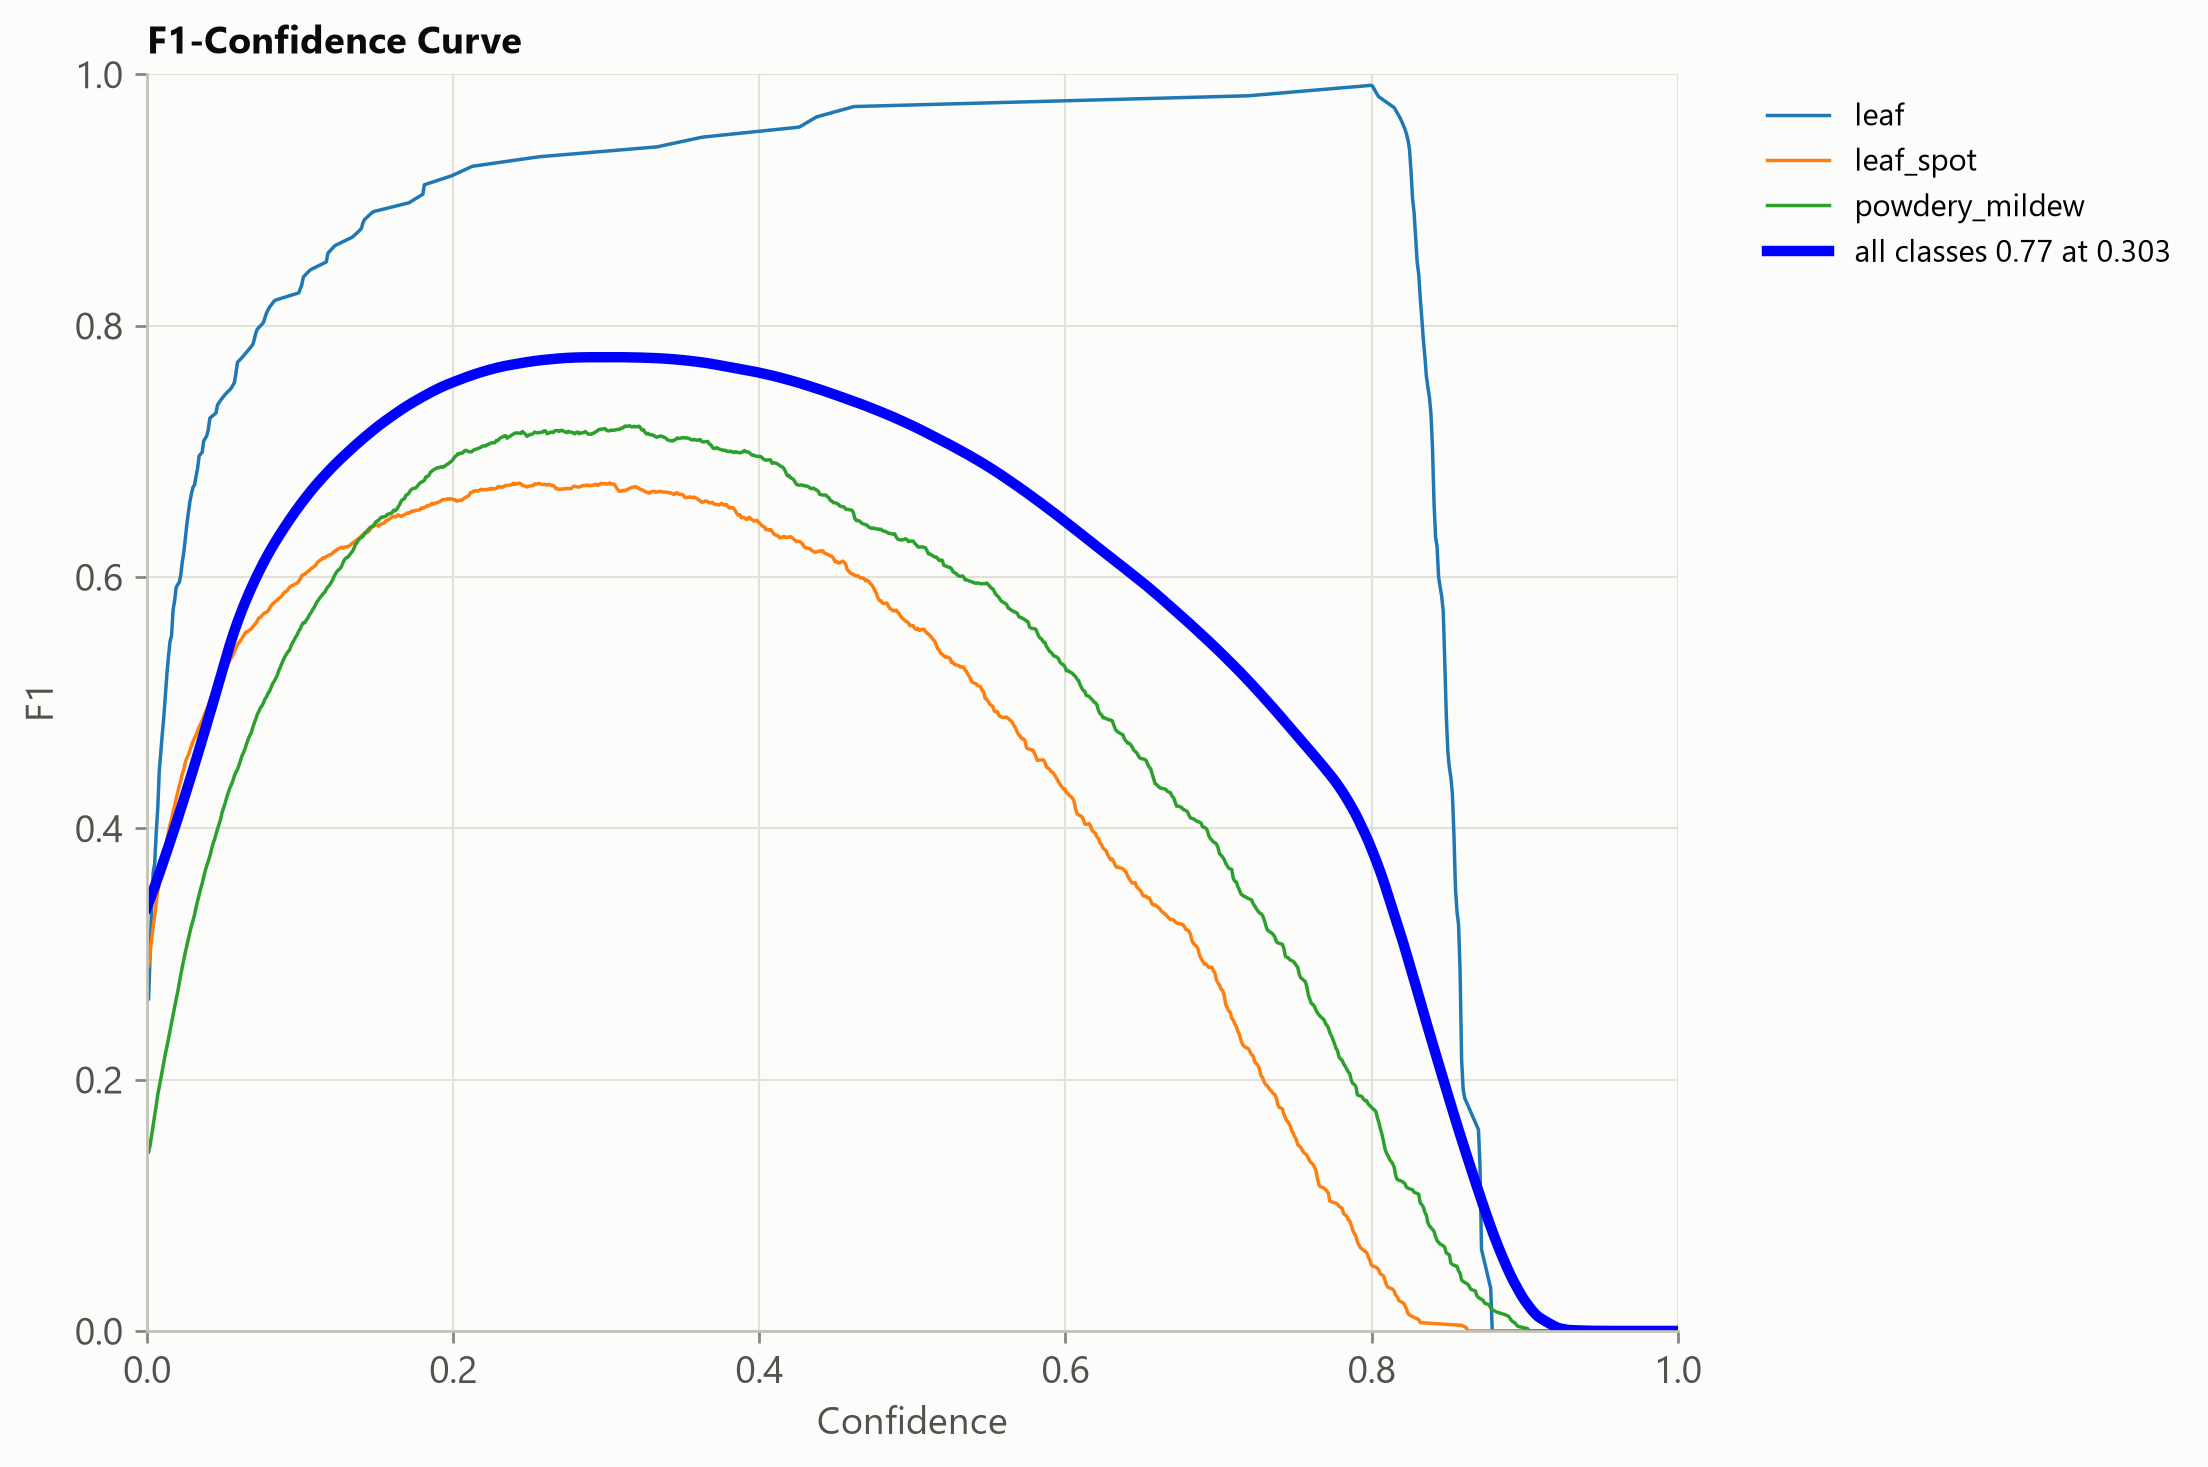 F1-Confidence Curve
1.0
0.8
0.6
0.4
0.2
0.0
F1
0.0 0.2 0.4 0.6 0.8 1.0
Confidence
leaf
leaf_spot
powdery_mildew
all classes 0.77 at 0.303